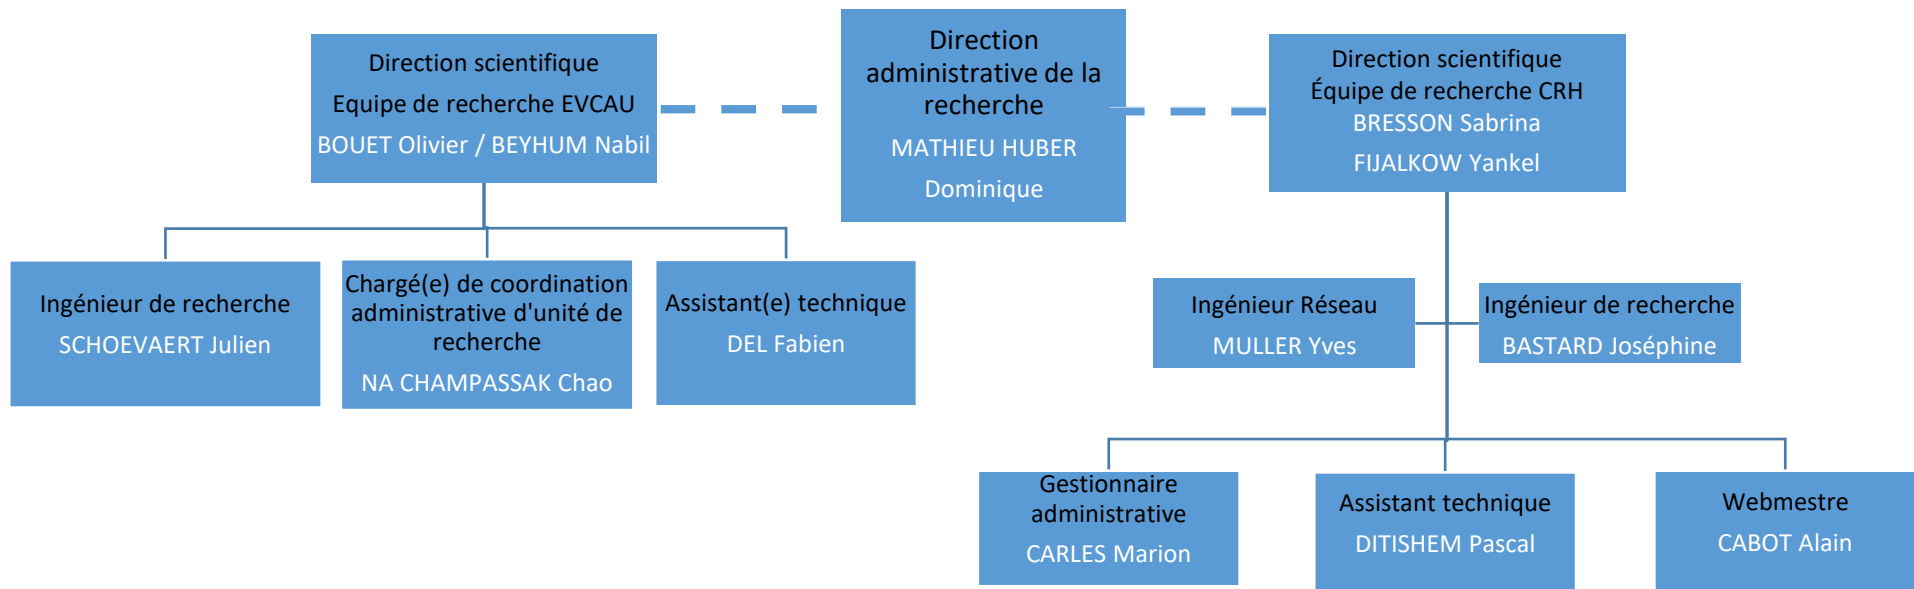 Direction scientifique
Equipe de recherche EVCAU
BOUET Olivier / BEYHUM Nabil
Direction
administrative de la
recherche
MATHIEU HUBER
Dominique
Direction scientifique
Équipe de recherche CRH
BRESSON Sabrina
FIJALKOW Yankel
Ingénieur de recherche
SCHOEVAERT Julien
Chargé(e) de coordination
administrative d'unité de
recherche
NA CHAMPASSAK Chao
Assistant(e) technique
DEL Fabien
Ingénieur Réseau
MULLER Yves
Ingénieur de recherche
BASTARD Joséphine
Gestionnaire
administrative
CARLES Marion
Assistant technique
DITISHEM Pascal
Webmestre
CABOT Alain